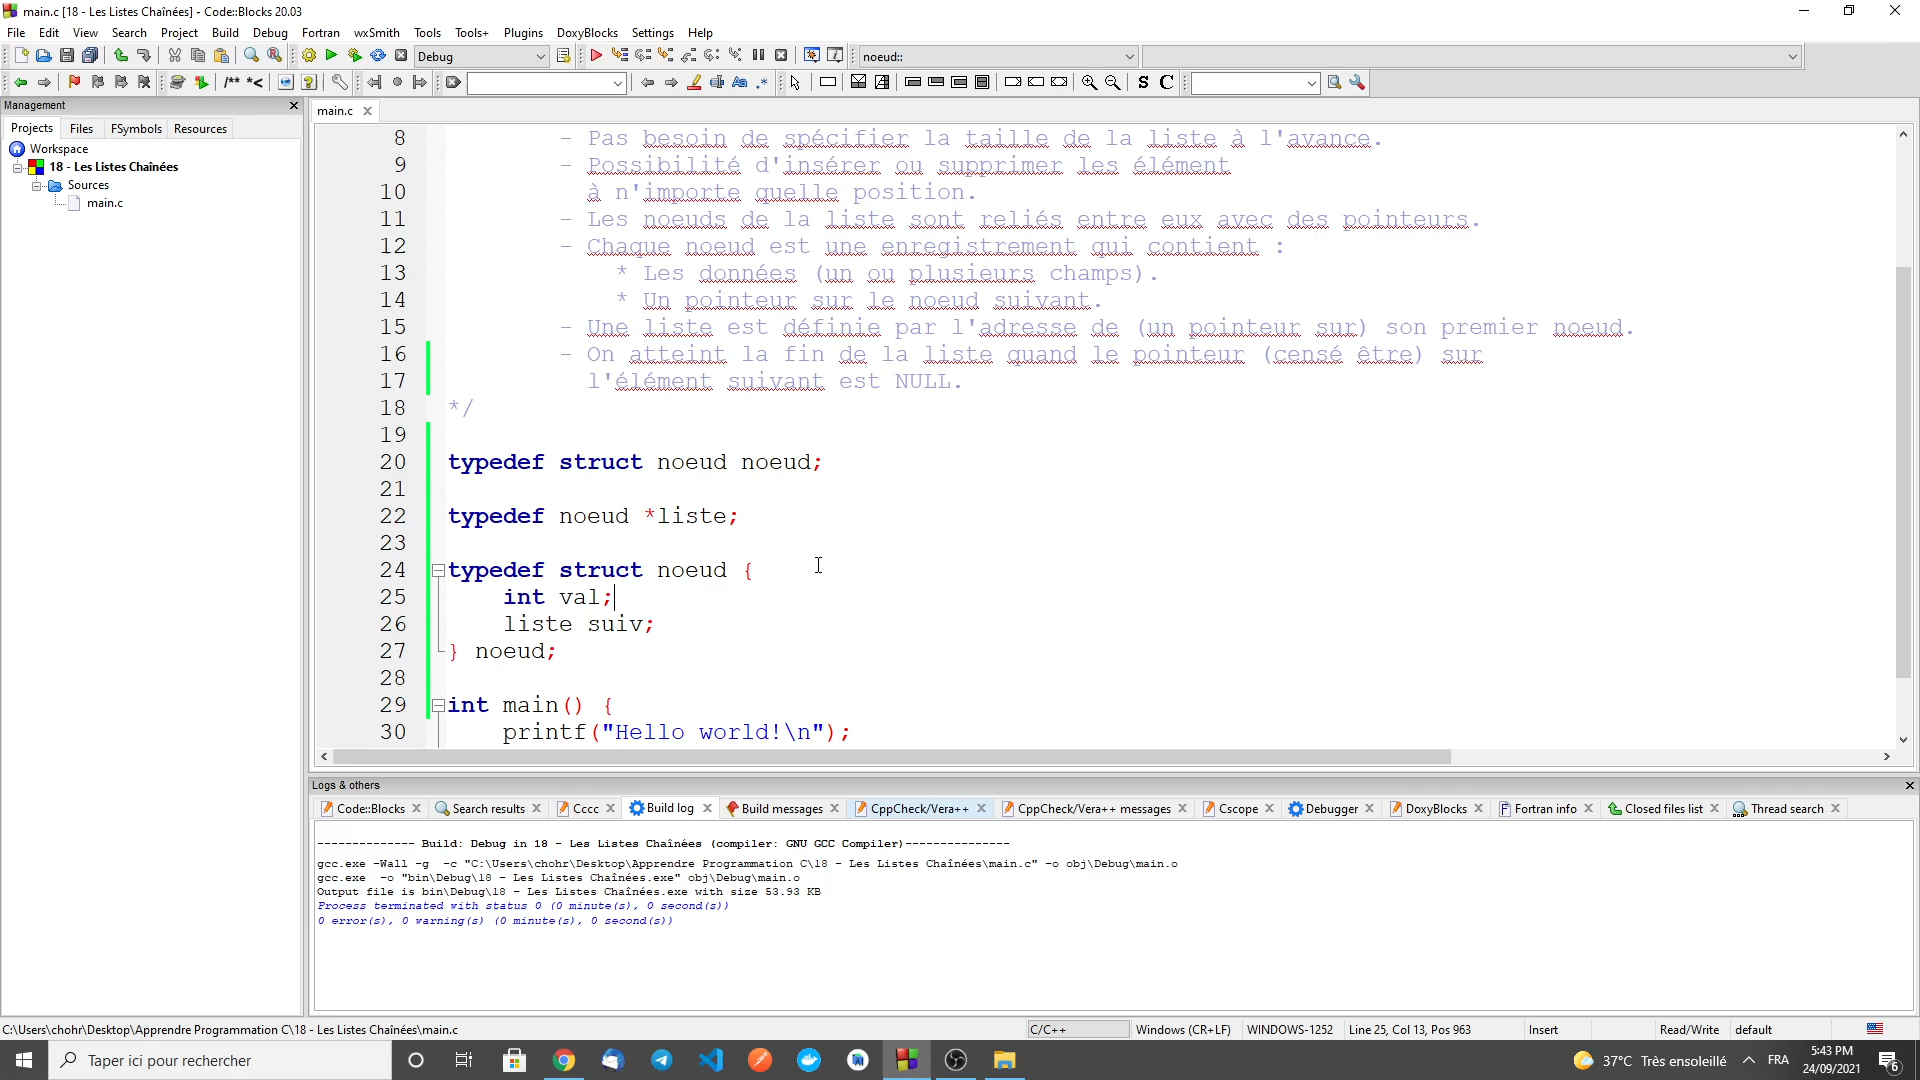 main.c [18 - Les Listes Chaînées] - Code::Blocks 20.03
File Edit View Search Project Build Debug Fortran wxSmith Tools Tools+ Plugins DoxyBlocks Settings Help
Debug
noeud::
/** *<
Aa .*
S C
Management
Projects Files FSymbols Resources
Workspace
18 - Les Listes Chaînées
Sources
main.c
main.c
8 - Pas besoin de spécifier la taille de la liste à l'avance.
9 - Possibilité d'insérer ou supprimer les élément
10 à n'importe quelle position.
11 - Les noeuds de la liste sont reliés entre eux avec des pointeurs.
12 - Chaque noeud est une enregistrement qui contient :
13 * Les données (un ou plusieurs champs).
14 * Un pointeur sur le noeud suivant.
15 - Une liste est définie par l'adresse de (un pointeur sur) son premier noeud.
16 - On atteint la fin de la liste quand le pointeur (censé être) sur
17 l'élément suivant est NULL.
18 */
19
20 typedef struct noeud noeud;
21
22 typedef noeud *liste;
23
24 typedef struct noeud {
25 int val;
26 liste suiv;
27 } noeud;
28
29 int main() {
30 printf("Hello world!\n");
Logs & others
Code::Blocks Search results Cccc Build log Build messages CppCheck/Vera++ CppCheck/Vera++ messages Cscope Debugger DoxyBlocks Fortran info Closed files list Thread search
-------------- Build: Debug in 18 - Les Listes Chaînées (compiler: GNU GCC Compiler)---------------
gcc.exe -Wall -g -c "C:\Users\chohr\Desktop\Apprendre Programmation C\18 - Les Listes Chaînées\main.c" -o obj\Debug\main.o
gcc.exe -o "bin\Debug\18 - Les Listes Chaînées.exe" obj\Debug\main.o
Output file is bin\Debug\18 - Les Listes Chaînées.exe with size 53.93 KB
Process terminated with status 0 (0 minute(s), 0 second(s))
0 error(s), 0 warning(s) (0 minute(s), 0 second(s))
C:\Users\chohr\Desktop\Apprendre Programmation C\18 - Les Listes Chaînées\main.c C/C++ Windows (CR+LF) WINDOWS-1252 Line 25, Col 13, Pos 963 Insert Read/Write default
Taper ici pour rechercher
37°C Très ensoleillé FRA
5:43 PM
24/09/2021
6